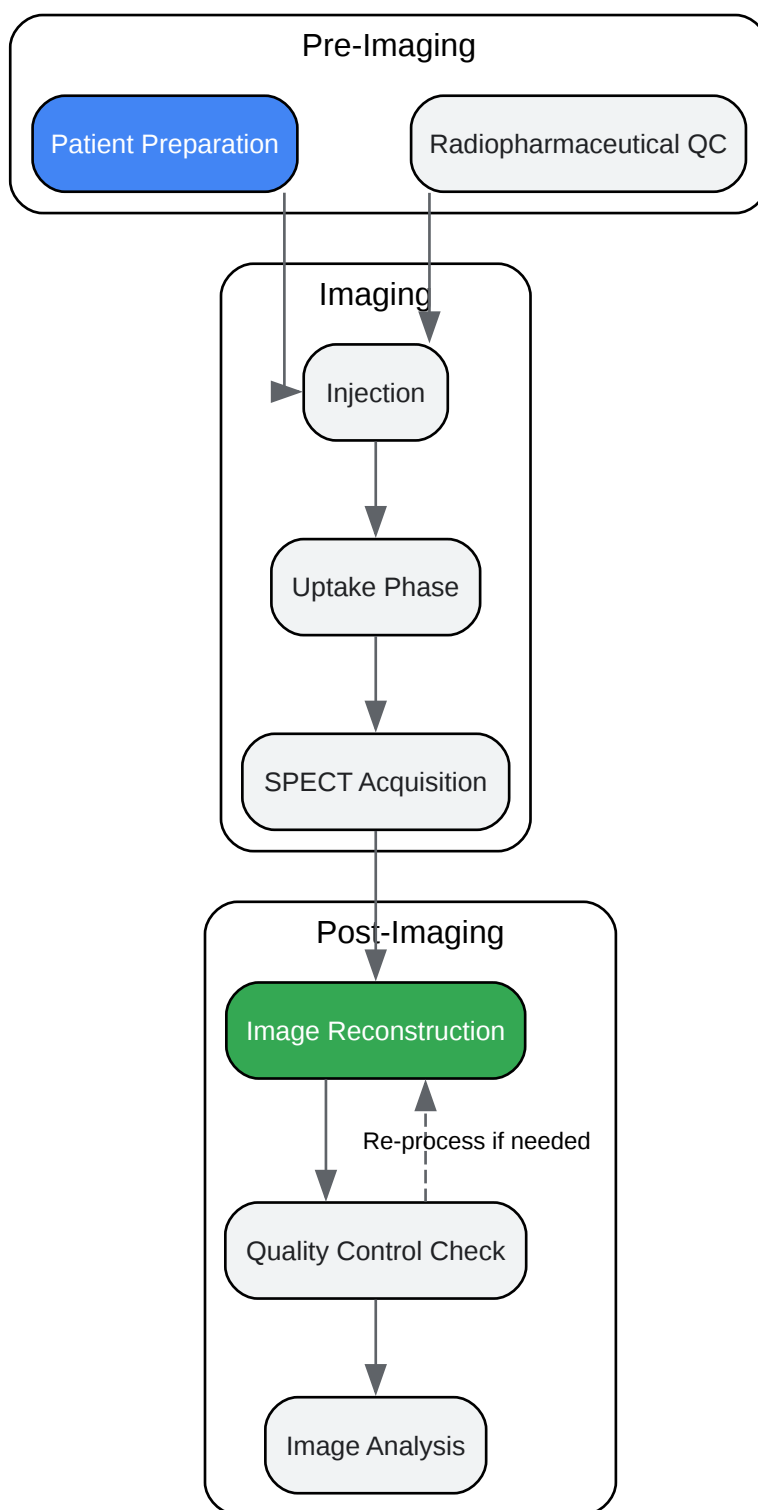 Pre-Imaging
Patient Preparation
Radiopharmaceutical QC
Imaging
Injection
Uptake Phase
SPECT Acquisition
Post-Imaging
Image Reconstruction
Re-process if needed
Quality Control Check
Image Analysis